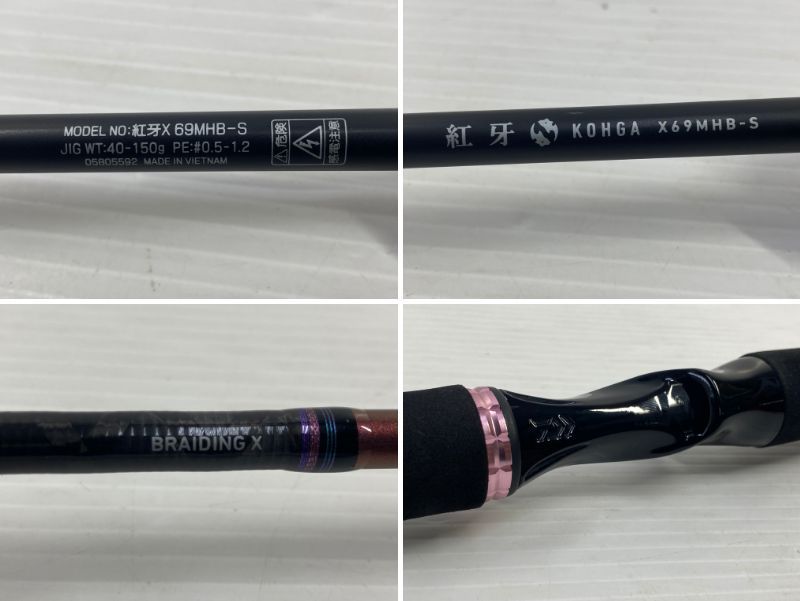 MODEL NO:紅牙X 69MHB-S
JIG WT:40-150g PE:#0.5-1.2
05805592 MADE IN VIETNAM
危険
感電注意
紅牙 KOHGA X69MHB-S
BRAIDING X